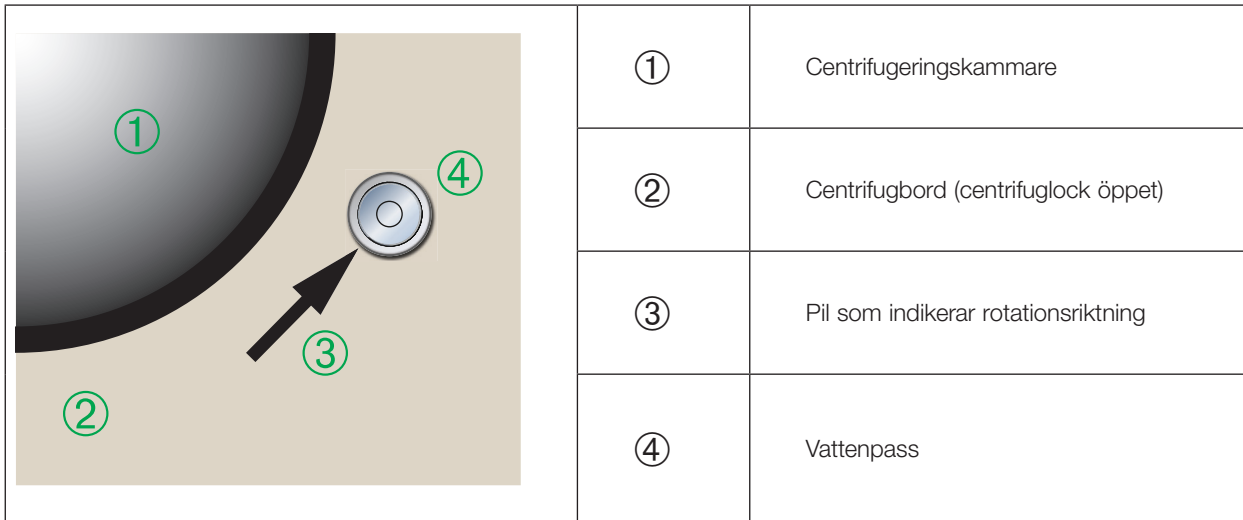 ①
④
③
②
① Centrifugeringskammare
② Centrifugbord (centrifuglock öppet)
③ Pil som indikerar rotationsriktning
④ Vattenpass